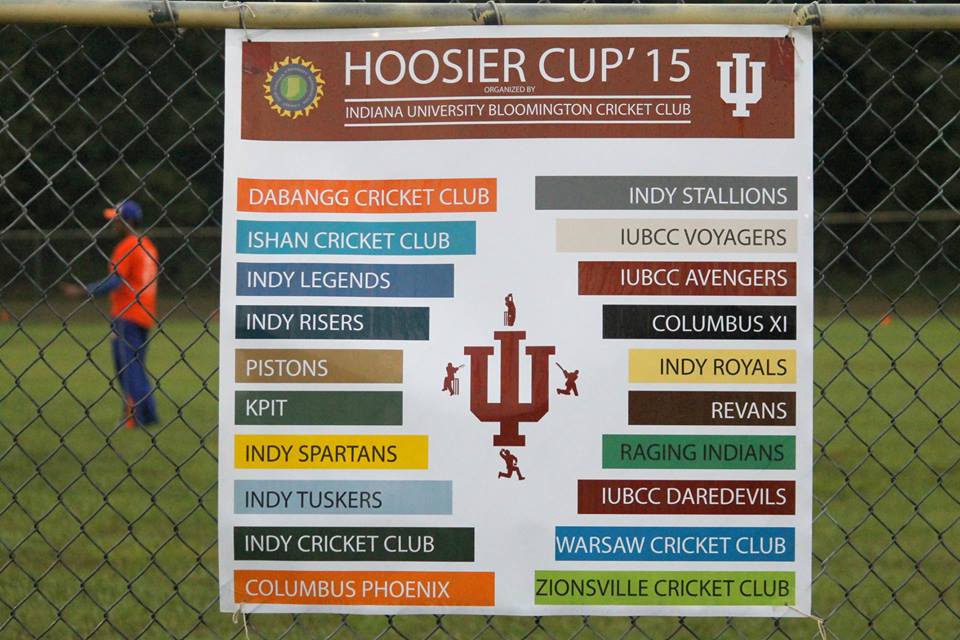 HOOSIER CUP' 15
ORGANIZED BY
INDIANA UNIVERSITY BLOOMINGTON CRICKET CLUB
DABANGG CRICKET CLUB
ISHAN CRICKET CLUB
INDY LEGENDS
INDY RISERS
PISTONS
KPIT
INDY SPARTANS
INDY TUSKERS
INDY CRICKET CLUB
COLUMBUS PHOENIX
INDY STALLIONS
IUBCC VOYAGERS
IUBCC AVENGERS
COLUMBUS XI
INDY ROYALS
REVANS
RAGING INDIANS
IUBCC DAREDEVILS
WARSAW CRICKET CLUB
ZIONSVILLE CRICKET CLUB